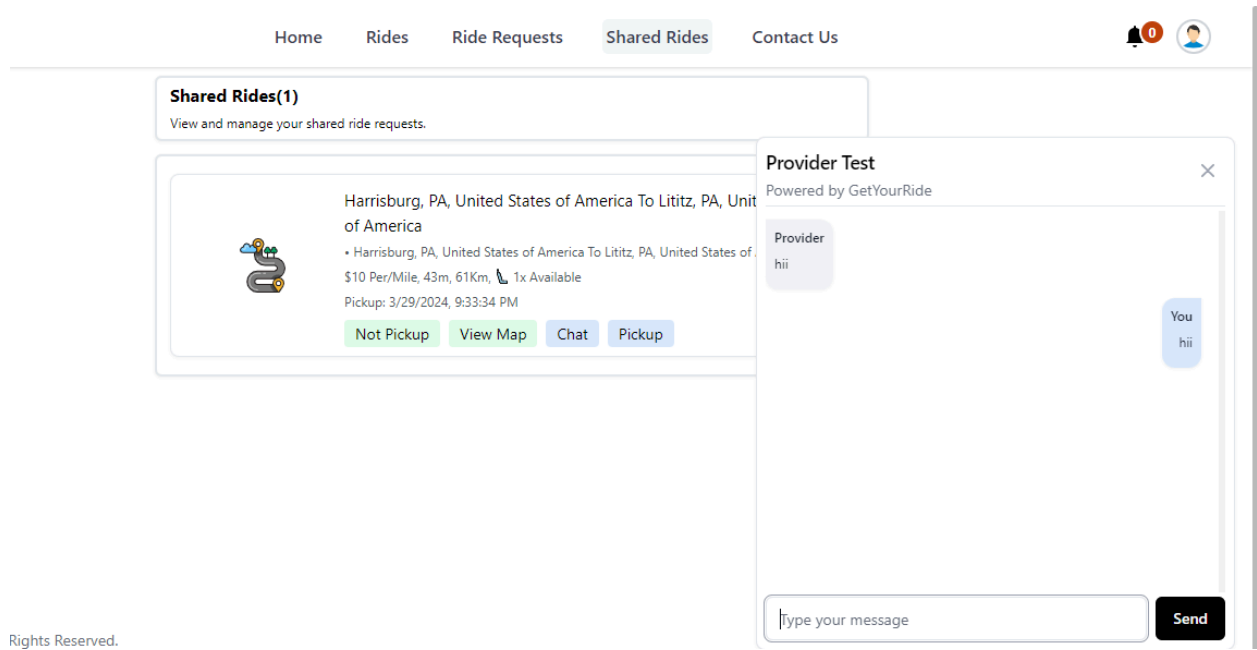 Home Rides Ride Requests Shared Rides Contact Us 0
Shared Rides(1)
View and manage your shared ride requests.
Harrisburg, PA, United States of America To Lititz, PA, Unit
of America
• Harrisburg, PA, United States of America To Lititz, PA, United States of .
$10 Per/Mile, 43m, 61Km, 1x Available
Pickup: 3/29/2024, 9:33:34 PM
Not Pickup View Map Chat Pickup
Provider Test
Powered by GetYourRide
Provider
hii
You
hii
Type your message
Send
Rights Reserved.